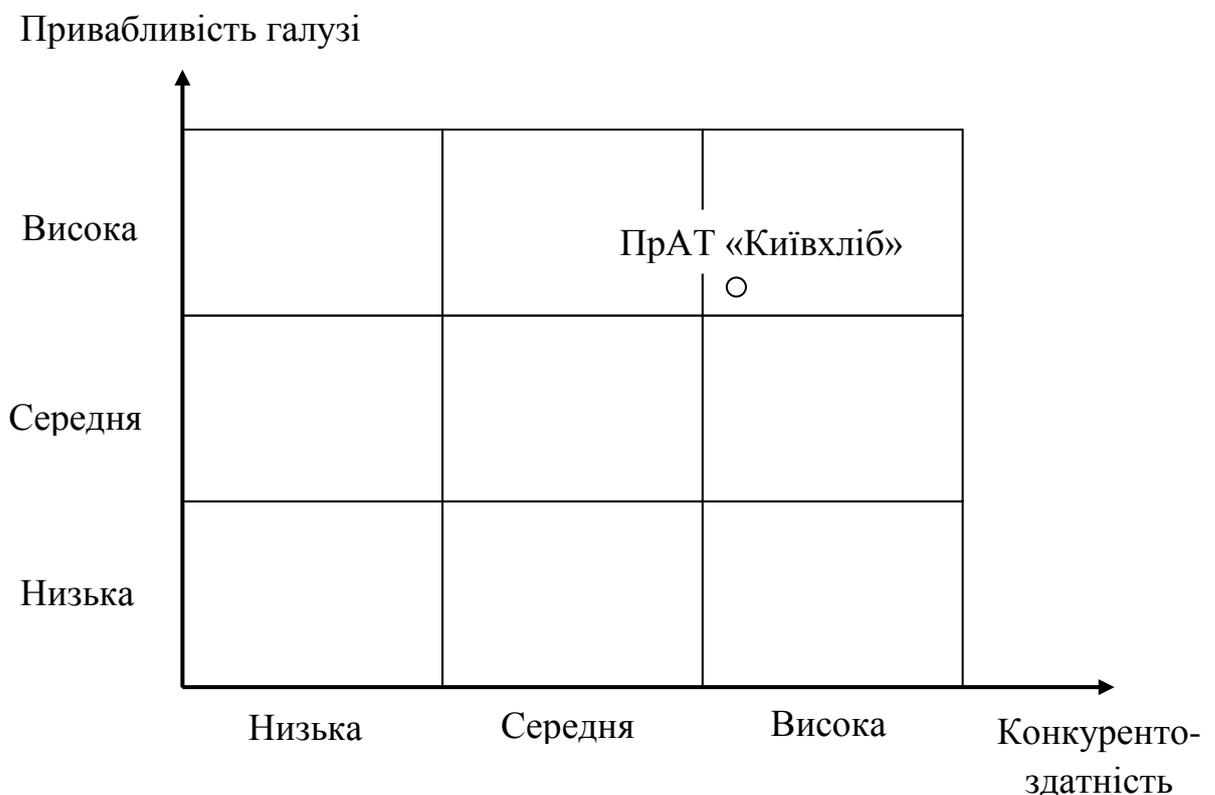 Привабливість галузі
Висока
ПрАТ «Київхліб»
Середня
Низька
Низька
Середня
Висока
Конкуренто-
здатність